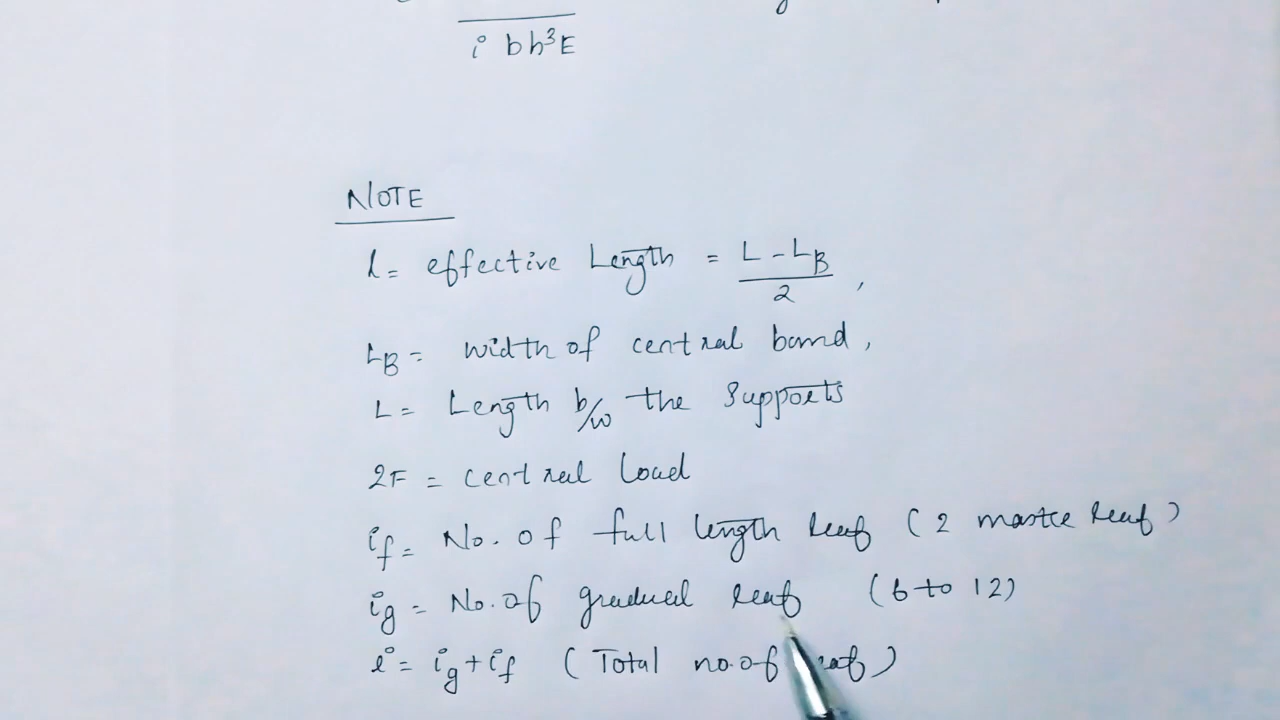 i bh³E
NOTE
l = effective Length = (L - L_B)/2 ,
L_B = width of central band ,
L = Length b/w the Supports
2F = central Load
i_f = No. of full length leaf ( 2 master leaf )
i_g = No. of gradual leaf ( 6 to 12 )
i = i_g + i_f ( Total no. of leaf )